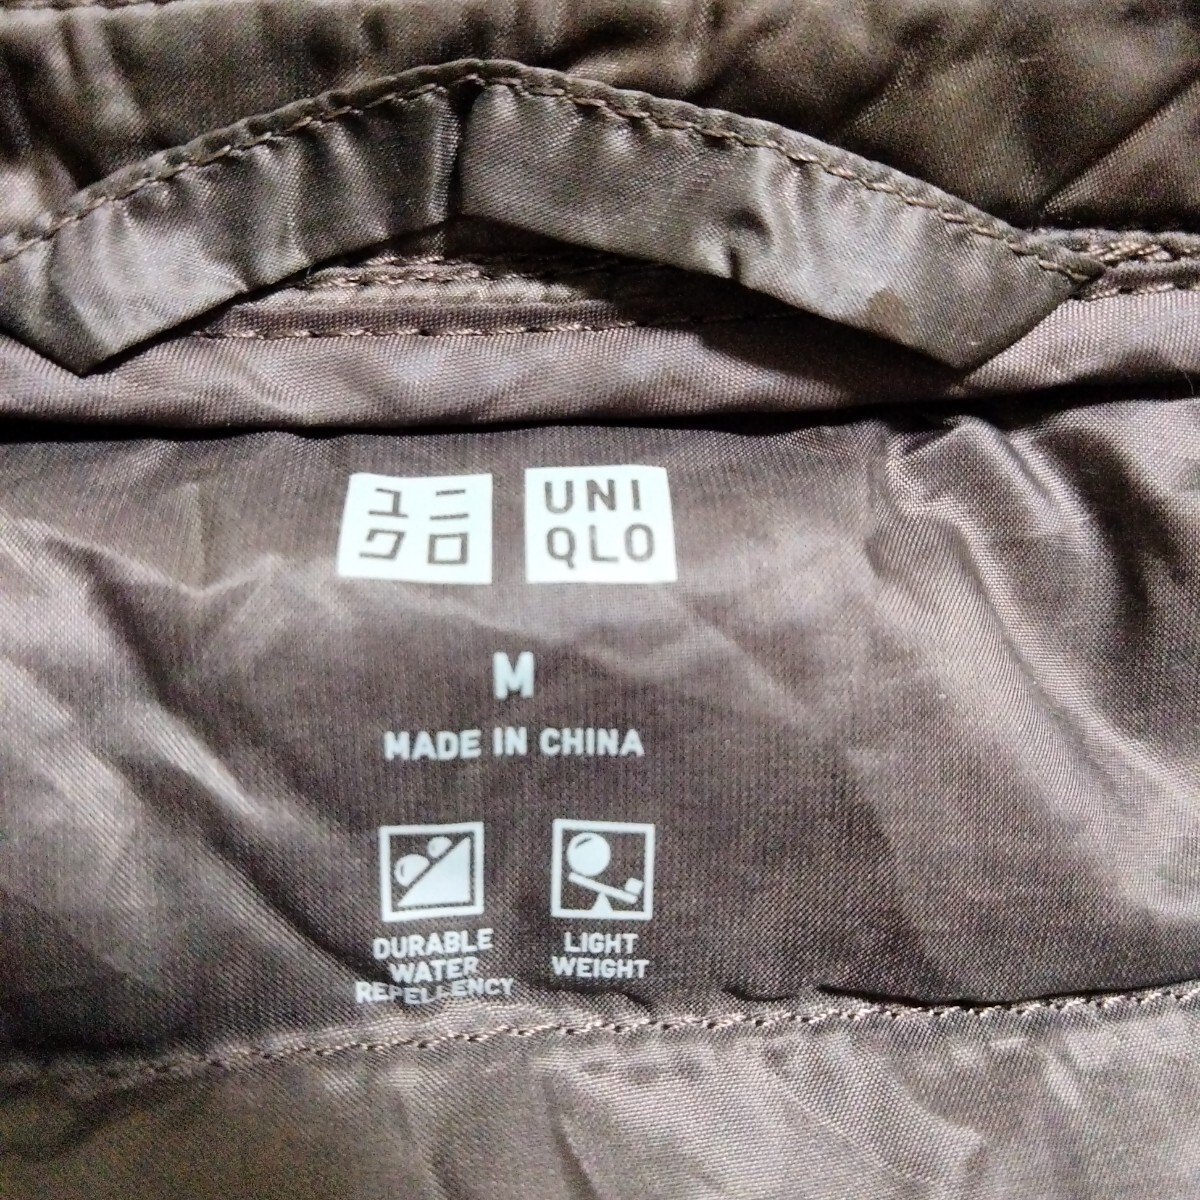 ユニ UNI
クロ QLO
M
MADE IN CHINA
DURABLE
WATER
REPELLENCY
LIGHT
WEIGHT